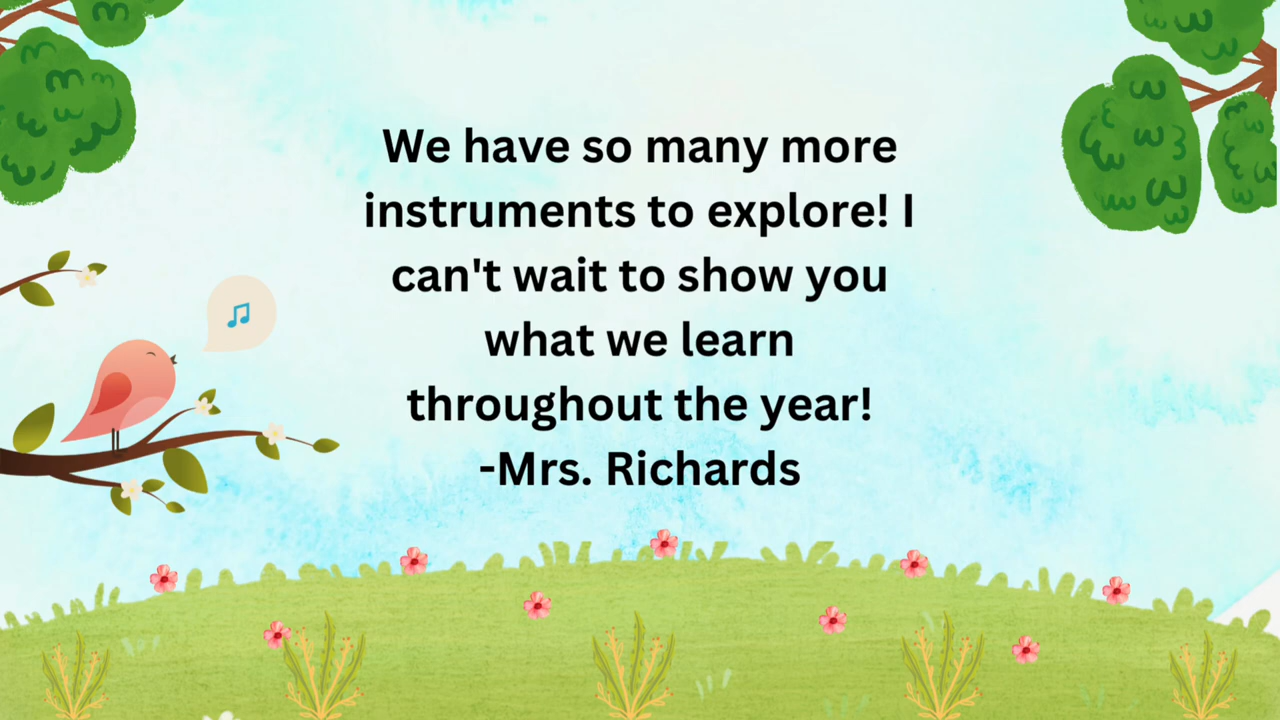 We have so many more
instruments to explore! I
can't wait to show you
what we learn
throughout the year!
-Mrs. Richards